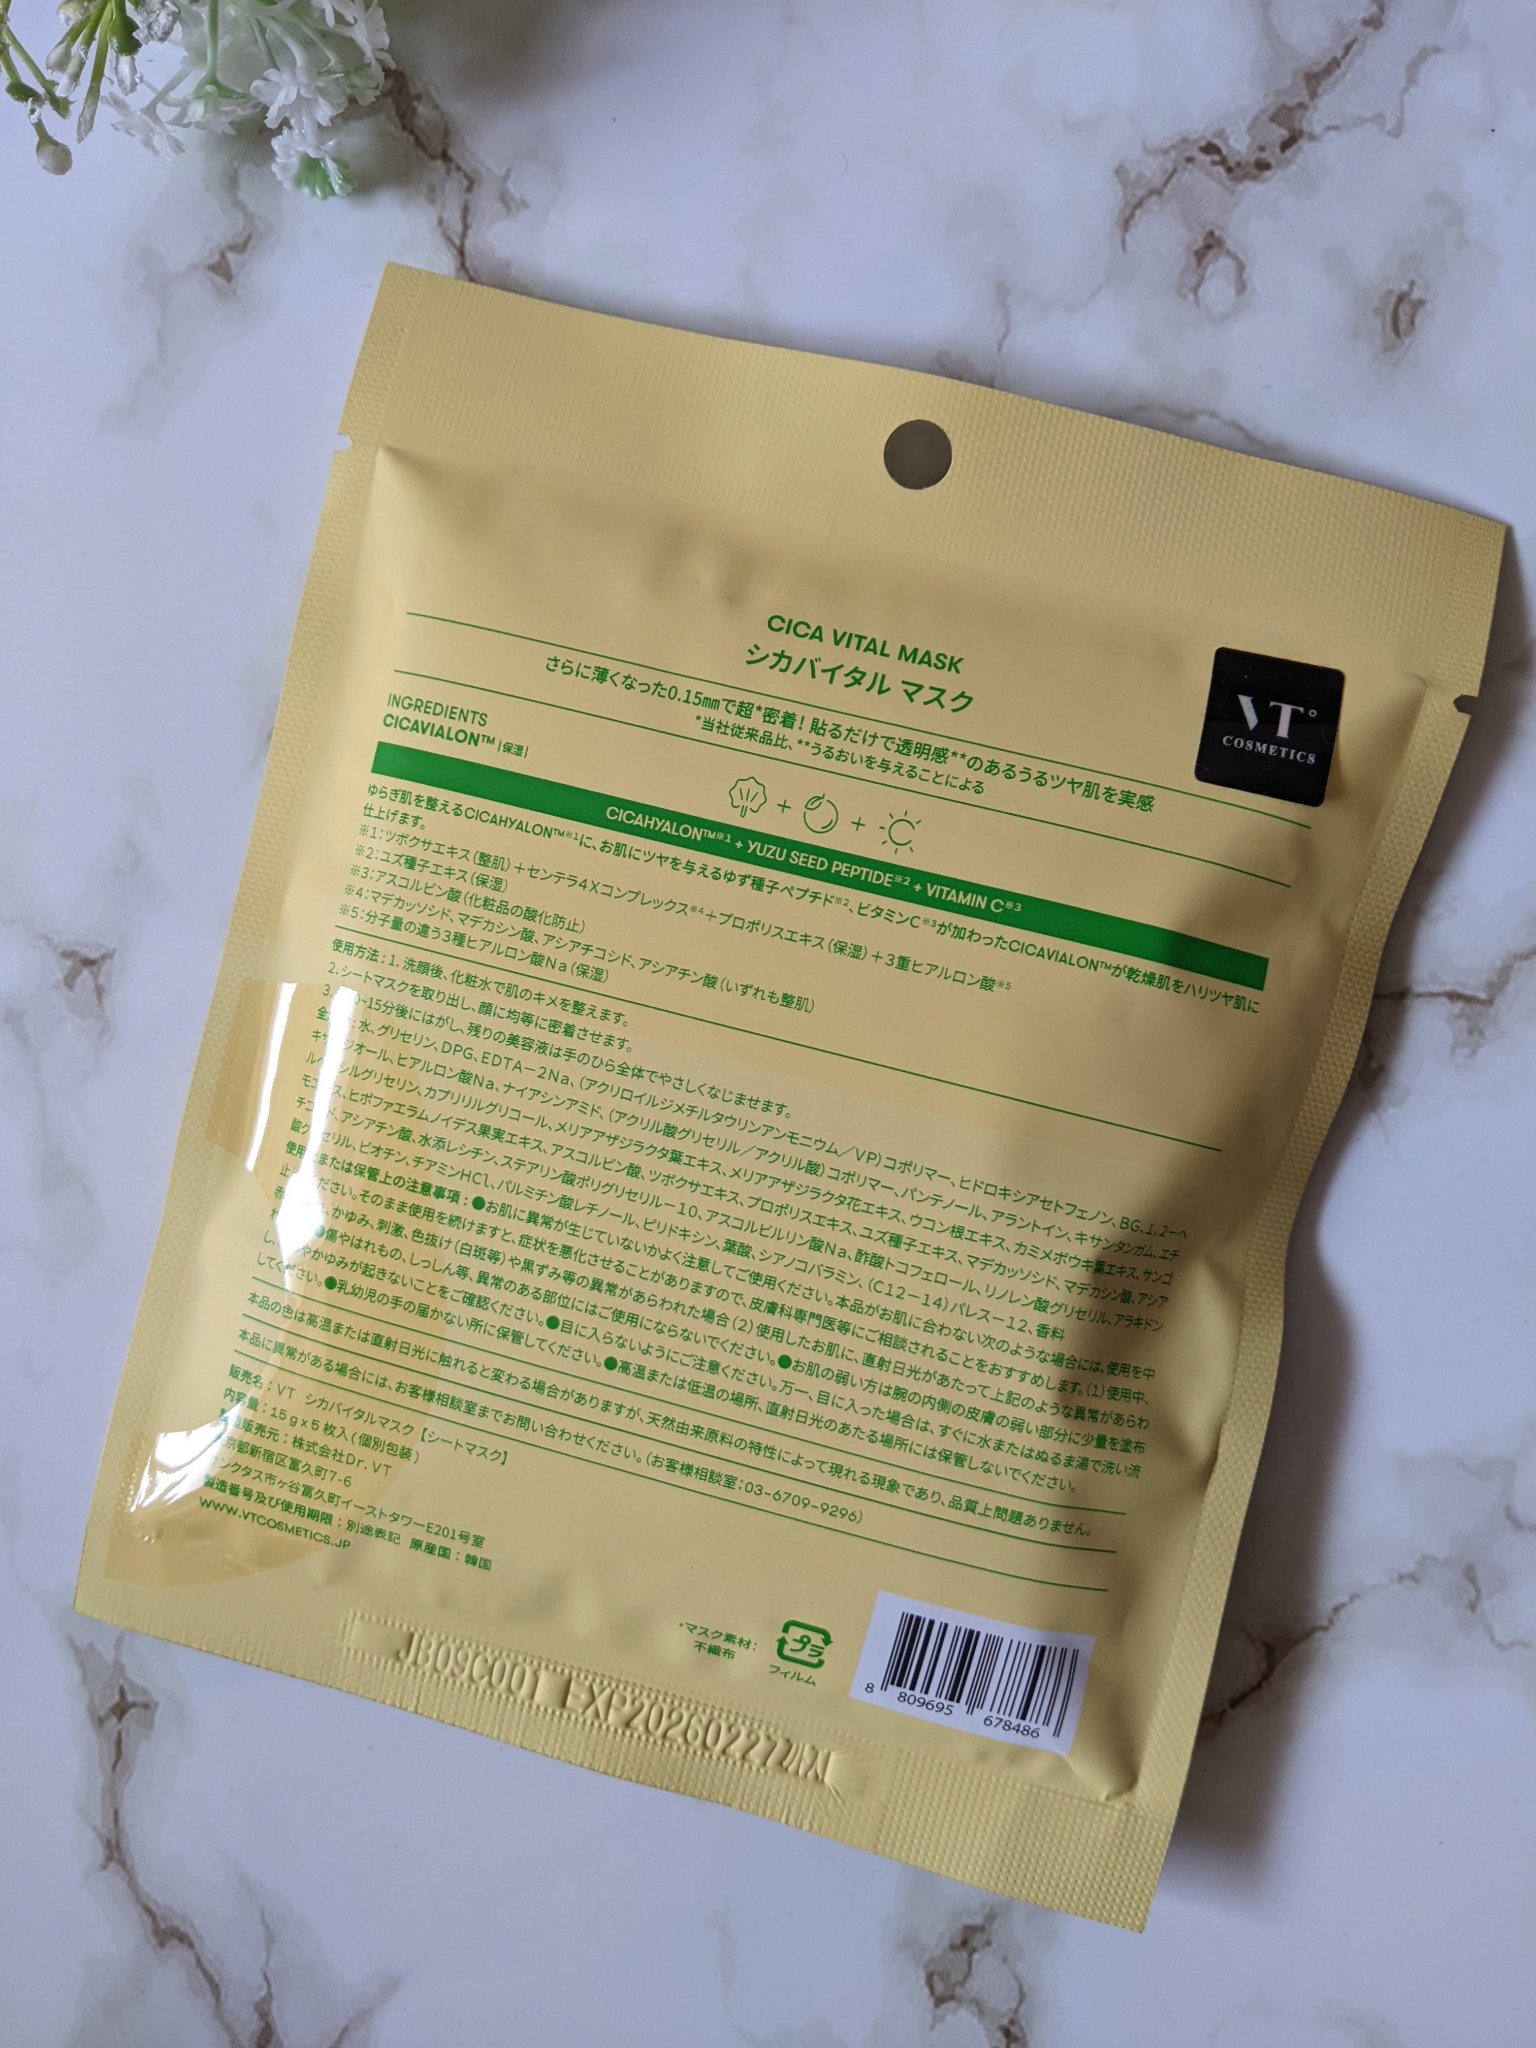 CICA VITAL MASK
シカバイタル マスク
さらに薄くなった0.15㎜で超*密着！貼るだけで透明感**のあるうるツヤ肌を実感
*当社従来品比、**うるおいを与えることによる
VT
COSMETICS
INGREDIENTS
CICAVIALON™ |保湿|
CICAHYALON™※1 + YUZU SEED PEPTIDE※2 + VITAMIN C※3
ゆらぎ肌を整えるCICAHYALON™※1に、お肌にツヤを与えるゆず種子ペプチド※2、ビタミンC※3が加わったCICAVIALON™が乾燥肌をハリツヤ肌に
仕上げます。
※1：ツボクサエキス（整肌）＋センテラ4Xコンプレックス※4＋プロポリスエキス（保湿）＋3重ヒアルロン酸※5
※2：ユズ種子エキス（保湿）
※3：アスコルビン酸（化粧品の酸化防止）
※4：マデカッソシド、マデカシン酸、アシアチコシド、アシアチン酸（いずれも整肌）
※5：分子量の違う3種ヒアルロン酸Na（保湿）
使用方法：1. 洗顔後、化粧水で肌のキメを整えます。
2. シートマスクを取り出し、顔に均等に密着させます。
3. 10~15分後にはがし、残りの美容液は手のひら全体でやさしくなじませます。
：水、グリセリン、DPG、EDTA－2Na、（アクリロイルジメチルタウリンアンモニウム／VP）コポリマー、ヒドロキシアセトフェノン、BG、1，2－ヘ
キサンジオール、ヒアルロン酸Na、ナイアシンアミド、（アクリル酸グリセリル／アクリル酸）コポリマー、パンテノール、アラントイン、キサンタンガム、エチ
ルヘキシルグリセリン、カプリリルグリコール、メリアアザジラクタ葉エキス、メリアアザジラクタ花エキス、ウコン根エキス、カミメボウキ葉エキス、サンゴ
モエキス、ヒポファエラムノイデス果実エキス、アスコルビン酸、ツボクサエキス、プロポリスエキス、ユズ種子エキス、マデカッソシド、マデカシン酸、アシア
チコシド、アシアチン酸、水添レシチン、ステアリン酸ポリグリセリル－10、アスコルビルリン酸Na、酢酸トコフェロール、リノレン酸グリセリル、アラキドン
酸グリセリル、ビオチン、チアミンHCl、パルミチン酸レチノール、ピリドキシン、葉酸、シアノコバラミン、（C12－14）パレス－12、香料
使用または保管上の注意事項：●お肌に異常が生じていないかよく注意してご使用ください。本品がお肌に合わない次のような場合には、使用を中
止してください。そのまま使用を続けますと、症状を悪化させることがありますので、皮膚科専門医等にご相談されることをおすすめします。（1）使用中、
赤み、かゆみ、刺激、色抜け（白斑等）や黒ずみ等の異常があらわれた場合（2）使用したお肌に、直射日光があたって上記のような異常があらわ
●傷やはれもの、しっしん等、異常のある部位にはご使用にならないでください。●お肌の弱い方は腕の内側の皮膚の弱い部分に少量を塗布
し、やかゆみが起きないことをご確認ください。●目に入らないようにご注意ください。万一、目に入った場合は、すぐに水またはぬるま湯で洗い流
してください。●乳幼児の手の届かない所に保管してください。●高温または低温の場所、直射日光のあたる場所には保管しないでください。
本品の色は高温または直射日光に触れると変わる場合がありますが、天然由来原料の特性によって現れる現象であり、品質上問題ありません。
本品に異常がある場合には、お客様相談室までお問い合わせください。（お客様相談室：03-6709-9296）
販売名：VT シカバイタルマスク【シートマスク】
内容量：15g x 5枚入（個別包装）
製造販売元：株式会社Dr. VT
東京都新宿区富久町7-6
サンクタス市ヶ谷富久町イーストタワーE201号室
製造番号及び使用期限：別途表記 原産国：韓国
WWW.VTCOSMETICS.JP
*マスク素材：
不織布
プラ
フィルム
8 809695 678486
JB09C001 EXP20260227까지